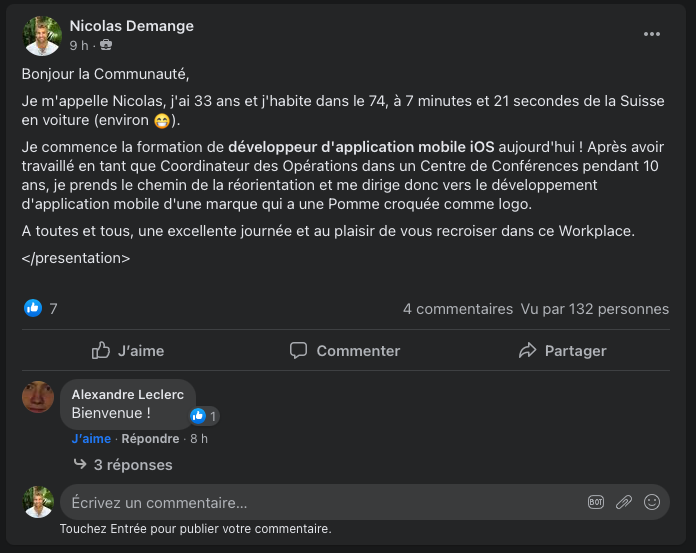 Nicolas Demange
9 h ·
Bonjour la Communauté,
Je m'appelle Nicolas, j'ai 33 ans et j'habite dans le 74, à 7 minutes et 21 secondes de la Suisse
en voiture (environ 😁).
Je commence la formation de développeur d'application mobile iOS aujourd'hui ! Après avoir
travaillé en tant que Coordinateur des Opérations dans un Centre de Conférences pendant 10
ans, je prends le chemin de la réorientation et me dirige donc vers le développement
d'application mobile d'une marque qui a une Pomme croquée comme logo.
A toutes et tous, une excellente journée et au plaisir de vous recroiser dans ce Workplace.
</presentation>
7
4 commentaires Vu par 132 personnes
J'aime
Commenter
Partager
Alexandre Leclerc
Bienvenue !
1
J'aime · Répondre · 8 h
3 réponses
Écrivez un commentaire...
BOT
Touchez Entrée pour publier votre commentaire.